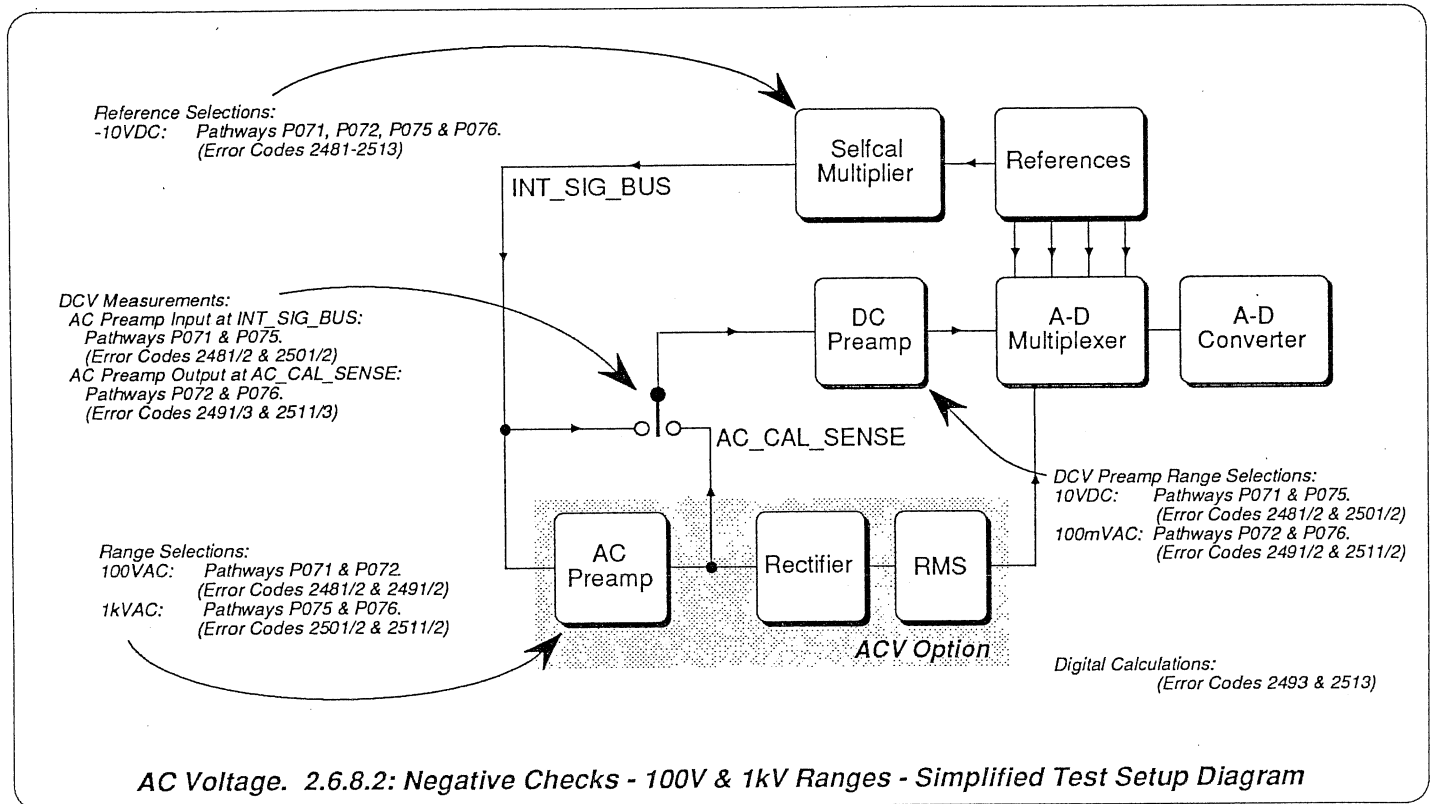 Reference Selections:
-10VDC: Pathways P071, P072, P075 & P076.
(Error Codes 2481-2513)
Selfcal
Multiplier
References
INT_SIG_BUS
DCV Measurements:
AC Preamp Input at INT_SIG_BUS:
Pathways P071 & P075.
(Error Codes 2481/2 & 2501/2)
AC Preamp Output at AC_CAL_SENSE:
Pathways P072 & P076.
(Error Codes 2491/3 & 2511/3)
DC
Preamp
A-D
Multiplexer
A-D
Converter
AC_CAL_SENSE
DCV Preamp Range Selections:
10VDC: Pathways P071 & P075.
(Error Codes 2481/2 & 2501/2)
100mVAC: Pathways P072 & P076.
(Error Codes 2491/2 & 2511/2)
Range Selections:
100VAC: Pathways P071 & P072.
(Error Codes 2481/2 & 2491/2)
1kVAC: Pathways P075 & P076.
(Error Codes 2501/2 & 2511/2)
AC
Preamp
Rectifier
RMS
ACV Option
Digital Calculations:
(Error Codes 2493 & 2513)
AC Voltage. 2.6.8.2: Negative Checks - 100V & 1kV Ranges - Simplified Test Setup Diagram